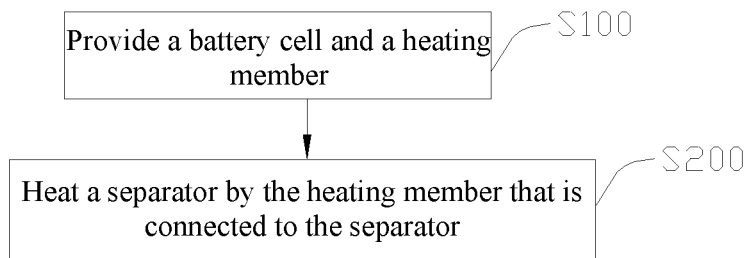 Provide a battery cell and a heating
member
S100
Heat a separator by the heating member that is
connected to the separator
S200